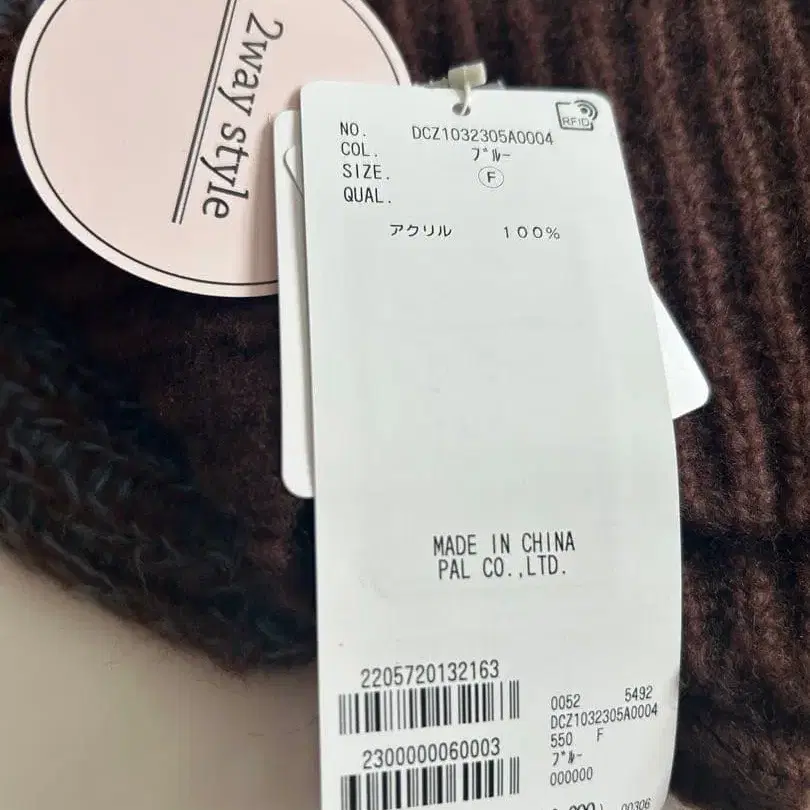 2way style
RFID
NO. DCZ1032305A0004
COL. ﾌﾞﾙｰ
SIZE. F
QUAL.
アクリル 100%
MADE IN CHINA
PAL CO.,LTD.
2205720132163
2300000060003
0052 5492
DCZ1032305A0004
550 F
ﾌﾞﾙｰ
000000
00306